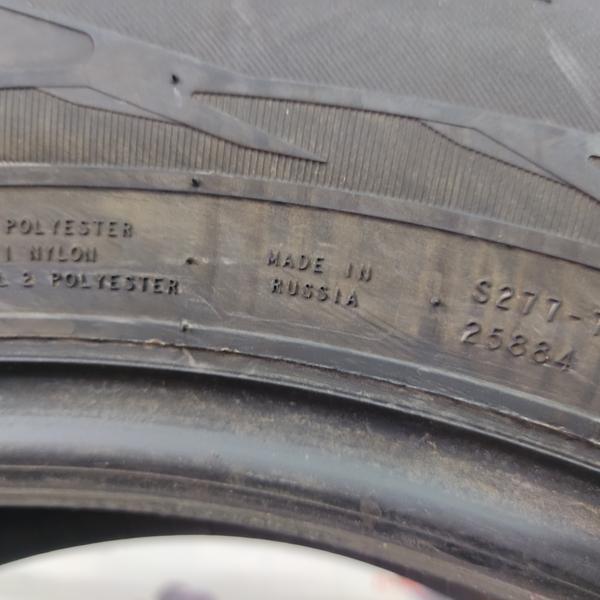 POLYESTER
1 NYLON
2 POLYESTER
MADE IN
RUSSIA
S277-
25884